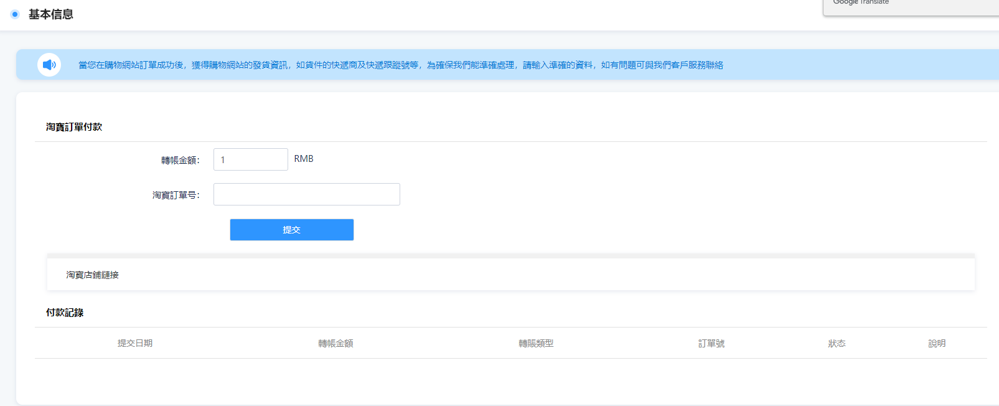 基本信息
Google Translate
當您在購物網站訂單成功後，獲得購物網站的發貨資訊，如貨件的快遞商及快遞跟蹤號等，為確保我們能準確處理，請輸入準確的資料，如有問題可與我們客戶服務聯絡
淘寶訂單付款
轉帳金額： 1 RMB
淘寶訂單号：
提交
淘寶店鋪鏈接
付款記錄
提交日期 轉帳金額 轉賬類型 訂單號 狀态 說明